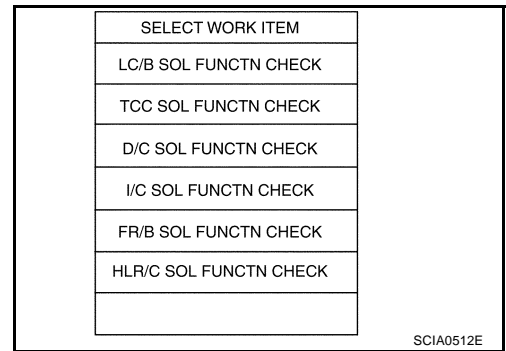 SELECT WORK ITEM
LC/B SOL FUNCTN CHECK
TCC SOL FUNCTN CHECK
D/C SOL FUNCTN CHECK
I/C SOL FUNCTN CHECK
FR/B SOL FUNCTN CHECK
HLR/C SOL FUNCTN CHECK
SCIA0512E